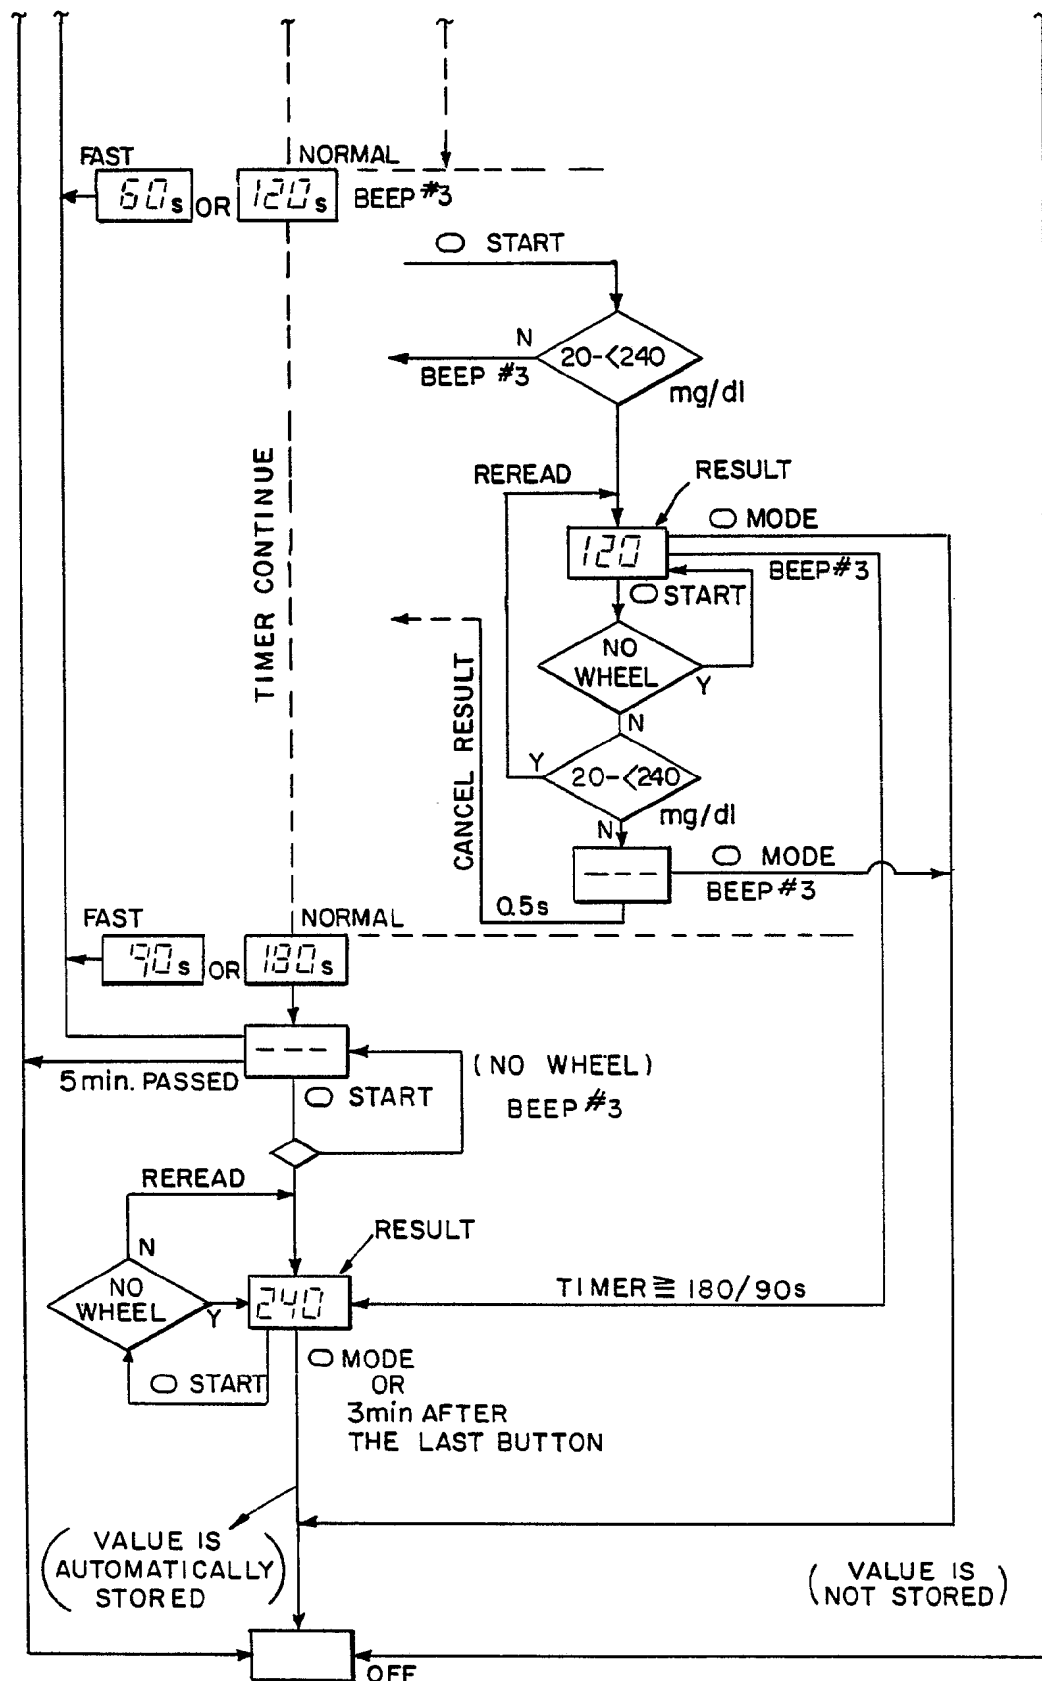 FAST
NORMAL
60s OR 120s
BEEP #3
START
N
20-<240
BEEP #3
mg/dl
TIMER CONTINUE
REREAD
RESULT
MODE
120
BEEP #3
START
NO
WHEEL
Y
N
CANCEL RESULT
Y
20-<240
mg/dl
N
---
MODE
BEEP #3
0.5s
FAST
NORMAL
90s OR 180s
---
5min. PASSED
(NO WHEEL)
START
BEEP #3
REREAD
RESULT
N
NO
WHEEL
Y
240
TIMER ≧ 180/90s
START
MODE
OR
3min AFTER
THE LAST BUTTON
(VALUE IS
AUTOMATICALLY
STORED)
(VALUE IS
NOT STORED)
OFF